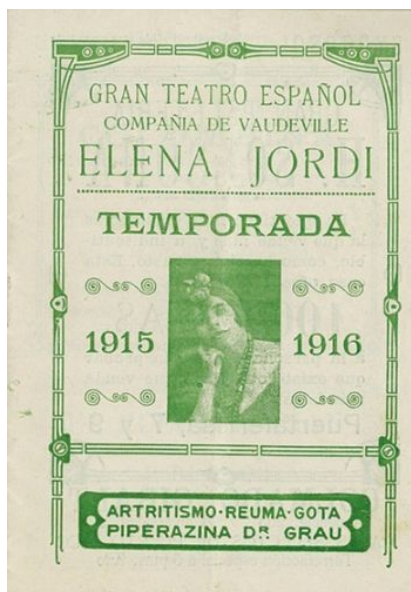 GRAN TEATRO ESPAÑOL
COMPAÑIA DE VAUDEVILLE
ELENA JORDI
TEMPORADA
1915 1916
ARTRITISMO·REUMA·GOTA
PIPERAZINA DR GRAU